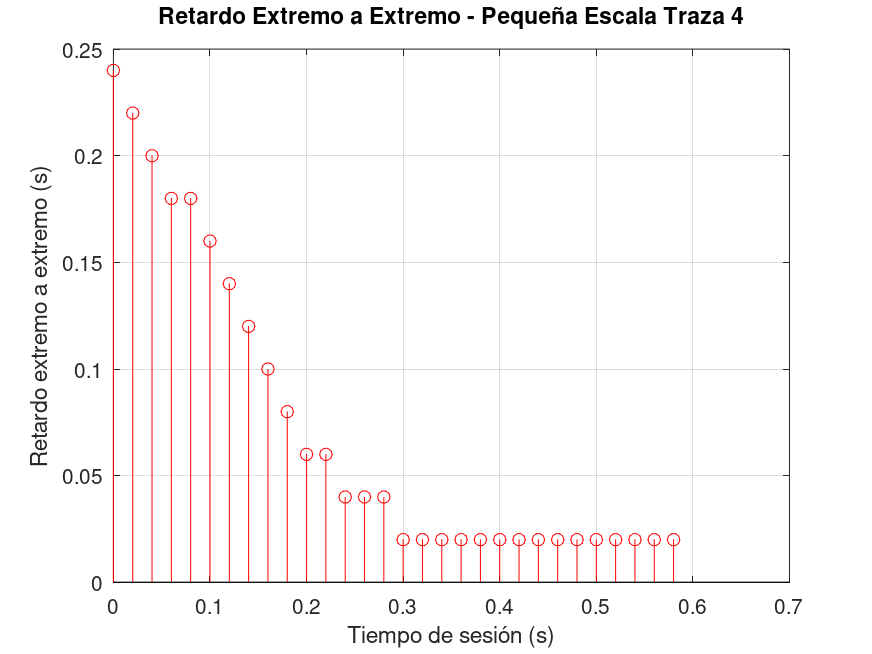 Retardo Extremo a Extremo - Pequeña Escala Traza 4
0.25
0.2
0.15
0.1
0.05
0
Retardo extremo a extremo (s)
0 0.1 0.2 0.3 0.4 0.5 0.6 0.7
Tiempo de sesión (s)